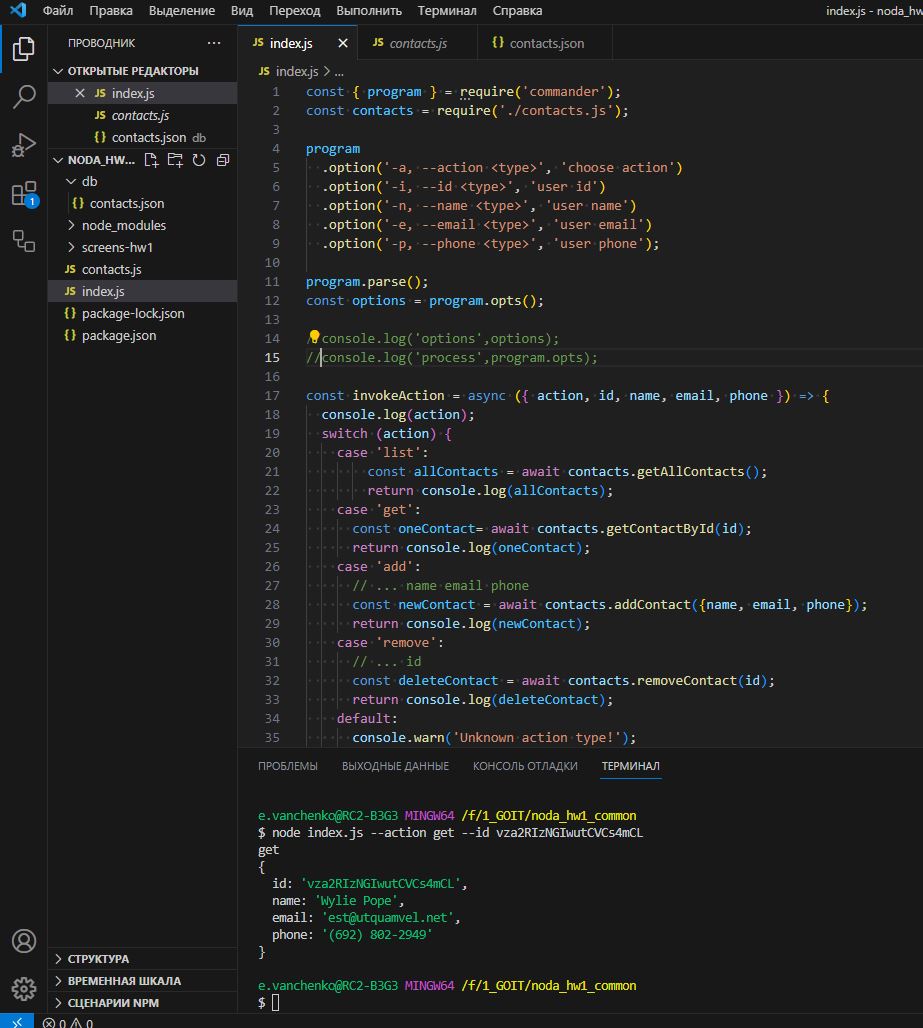 Файл Правка Выделение Вид Переход Выполнить Терминал Справка index.js - noda_hw
ПРОВОДНИК ...
ОТКРЫТЫЕ РЕДАКТОРЫ
JS index.js
JS contacts.js
{} contacts.json db
NODA_HW...
db
{} contacts.json
node_modules
screens-hw1
JS contacts.js
JS index.js
{} package-lock.json
{} package.json
1
СТРУКТУРА
ВРЕМЕННАЯ ШКАЛА
СЦЕНАРИИ NPM
JS index.js JS contacts.js {} contacts.json
JS index.js > ...
1 const { program } = require('commander');
2 const contacts = require('./contacts.js');
3
4 program
5 .option('-a, --action <type>', 'choose action')
6 .option('-i, --id <type>', 'user id')
7 .option('-n, --name <type>', 'user name')
8 .option('-e, --email <type>', 'user email')
9 .option('-p, --phone <type>', 'user phone');
10
11 program.parse();
12 const options = program.opts();
13
14 /console.log('options',options);
15 //console.log('process',program.opts);
16
17 const invokeAction = async ({ action, id, name, email, phone }) => {
18 console.log(action);
19 switch (action) {
20 case 'list':
21 const allContacts = await contacts.getAllContacts();
22 return console.log(allContacts);
23 case 'get':
24 const oneContact= await contacts.getContactById(id);
25 return console.log(oneContact);
26 case 'add':
27 // ... name email phone
28 const newContact = await contacts.addContact({name, email, phone});
29 return console.log(newContact);
30 case 'remove':
31 // ... id
32 const deleteContact = await contacts.removeContact(id);
33 return console.log(deleteContact);
34 default:
35 console.warn('Unknown action type!');
ПРОБЛЕМЫ ВЫХОДНЫЕ ДАННЫЕ КОНСОЛЬ ОТЛАДКИ ТЕРМИНАЛ
e.vanchenko@RC2-B3G3 MINGW64 /f/1_GOIT/noda_hw1_common
$ node index.js --action get --id vza2RIzNGIwutCVCs4mCL
get
{
id: 'vza2RIzNGIwutCVCs4mCL',
name: 'Wylie Pope',
email: 'est@utquamvel.net',
phone: '(692) 802-2949'
}
e.vanchenko@RC2-B3G3 MINGW64 /f/1_GOIT/noda_hw1_common
$
0 0